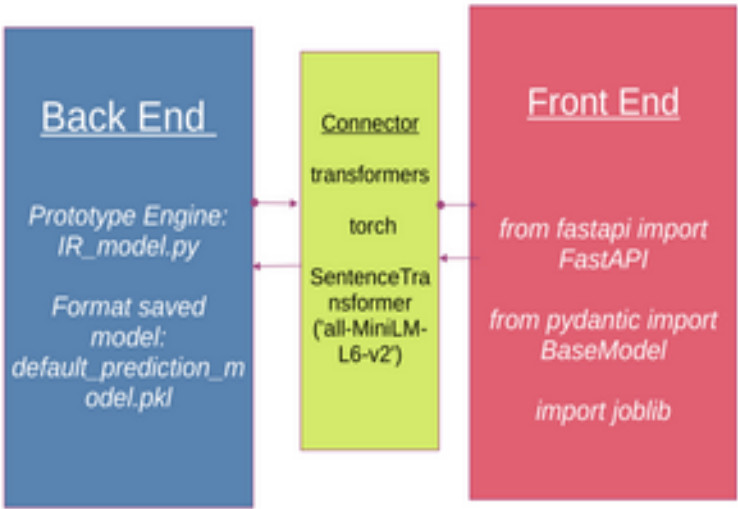 Back End
Prototype Engine:
IR_model.py
Format saved
model:
default_prediction_m
odel.pkl
Connector
transformers
torch
SentenceTra
nsformer
('all-MiniLM-
L6-v2')
Front End
from fastapi import
FastAPI
from pydantic import
BaseModel
import joblib